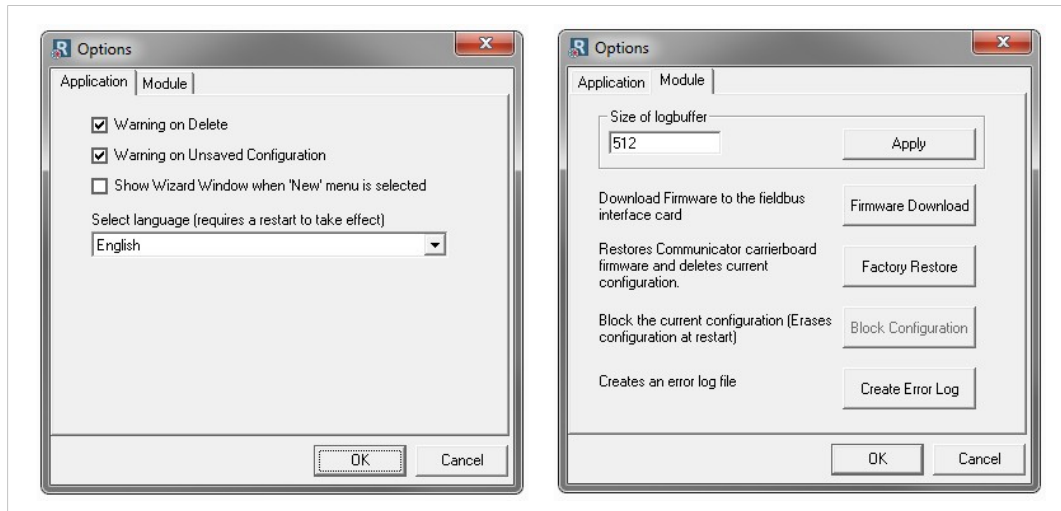 Options
Application Module
Warning on Delete
Warning on Unsaved Configuration
Show Wizard Window when 'New' menu is selected
Select language (requires a restart to take effect)
English
OK Cancel
Options
Application Module
Size of logbuffer
512 Apply
Download Firmware to the fieldbus
interface card
Firmware Download
Restores Communicator carrierboard
firmware and deletes current
configuration.
Factory Restore
Block the current configuration (Erases
configuration at restart)
Block Configuration
Creates an error log file
Create Error Log
OK Cancel